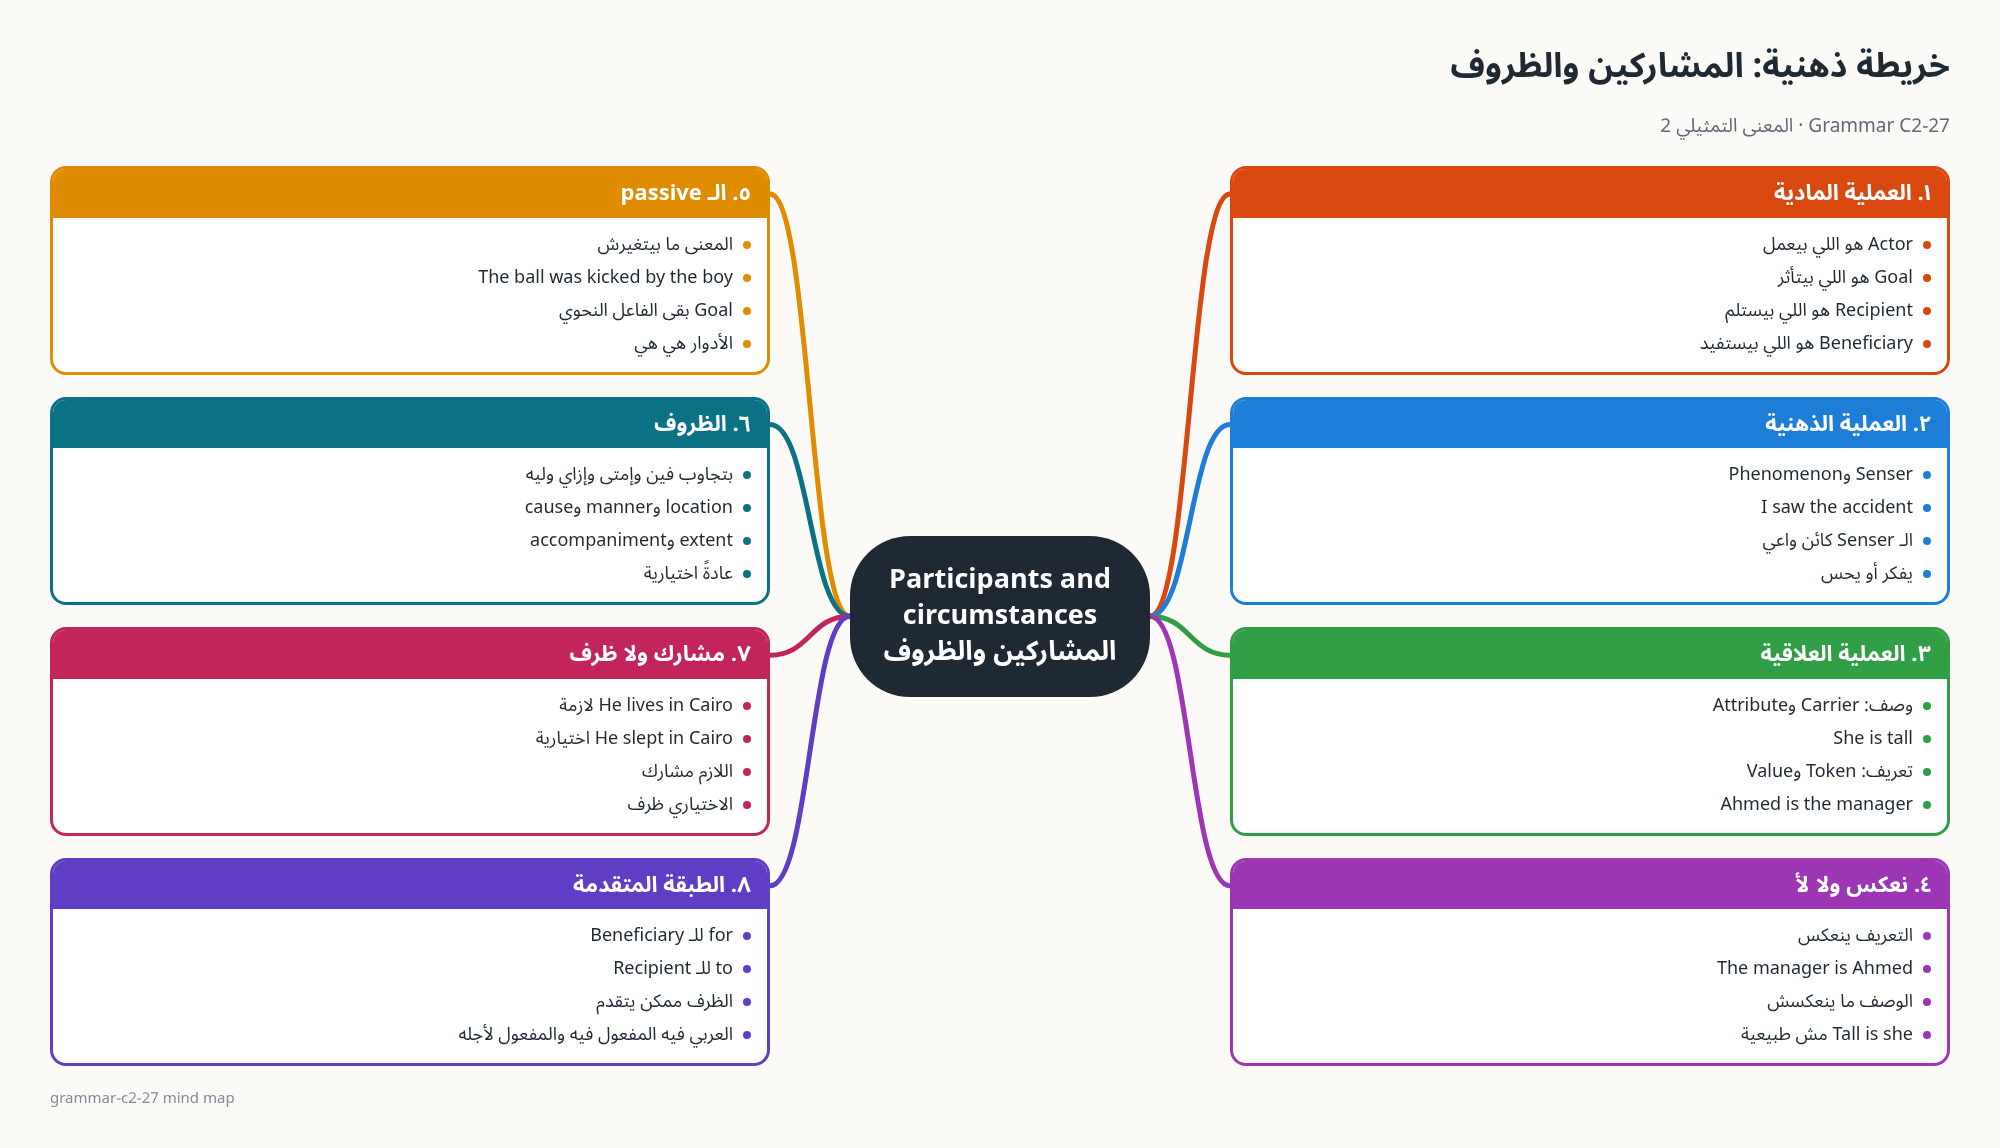 خريطة ذهنية: المشاركين والظروف
Grammar C2-27 · المعنى التمثيلي 2
١. العملية المادية
Actor هو اللي بيعمل
Goal هو اللي بيتأثر
Recipient هو اللي بيستلم
Beneficiary هو اللي بيستفيد
٢. العملية الذهنية
Senser وPhenomenon
I saw the accident
الـ Senser كائن واعي
يفكر أو يحس
٣. العملية العلاقية
وصف: Carrier وAttribute
She is tall
تعريف: Token وValue
Ahmed is the manager
٤. نعكس ولا لأ
التعريف ينعكس
The manager is Ahmed
الوصف ما ينعكسش
Tall is she مش طبيعية
Participants and
circumstances
المشاركين والظروف
٥. الـ passive
المعنى ما بيتغيرش
The ball was kicked by the boy
Goal بقى الفاعل النحوي
الأدوار هي هي
٦. الظروف
بتجاوب فين وإمتى وإزاي وليه
location وmanner وcause
extent وaccompaniment
عادةً اختيارية
٧. مشارك ولا ظرف
He lives in Cairo لازمة
He slept in Cairo اختيارية
اللازم مشارك
الاختياري ظرف
٨. الطبقة المتقدمة
for للـ Beneficiary
to للـ Recipient
الظرف ممكن يتقدم
العربي فيه المفعول فيه والمفعول لأجله
grammar-c2-27 mind map